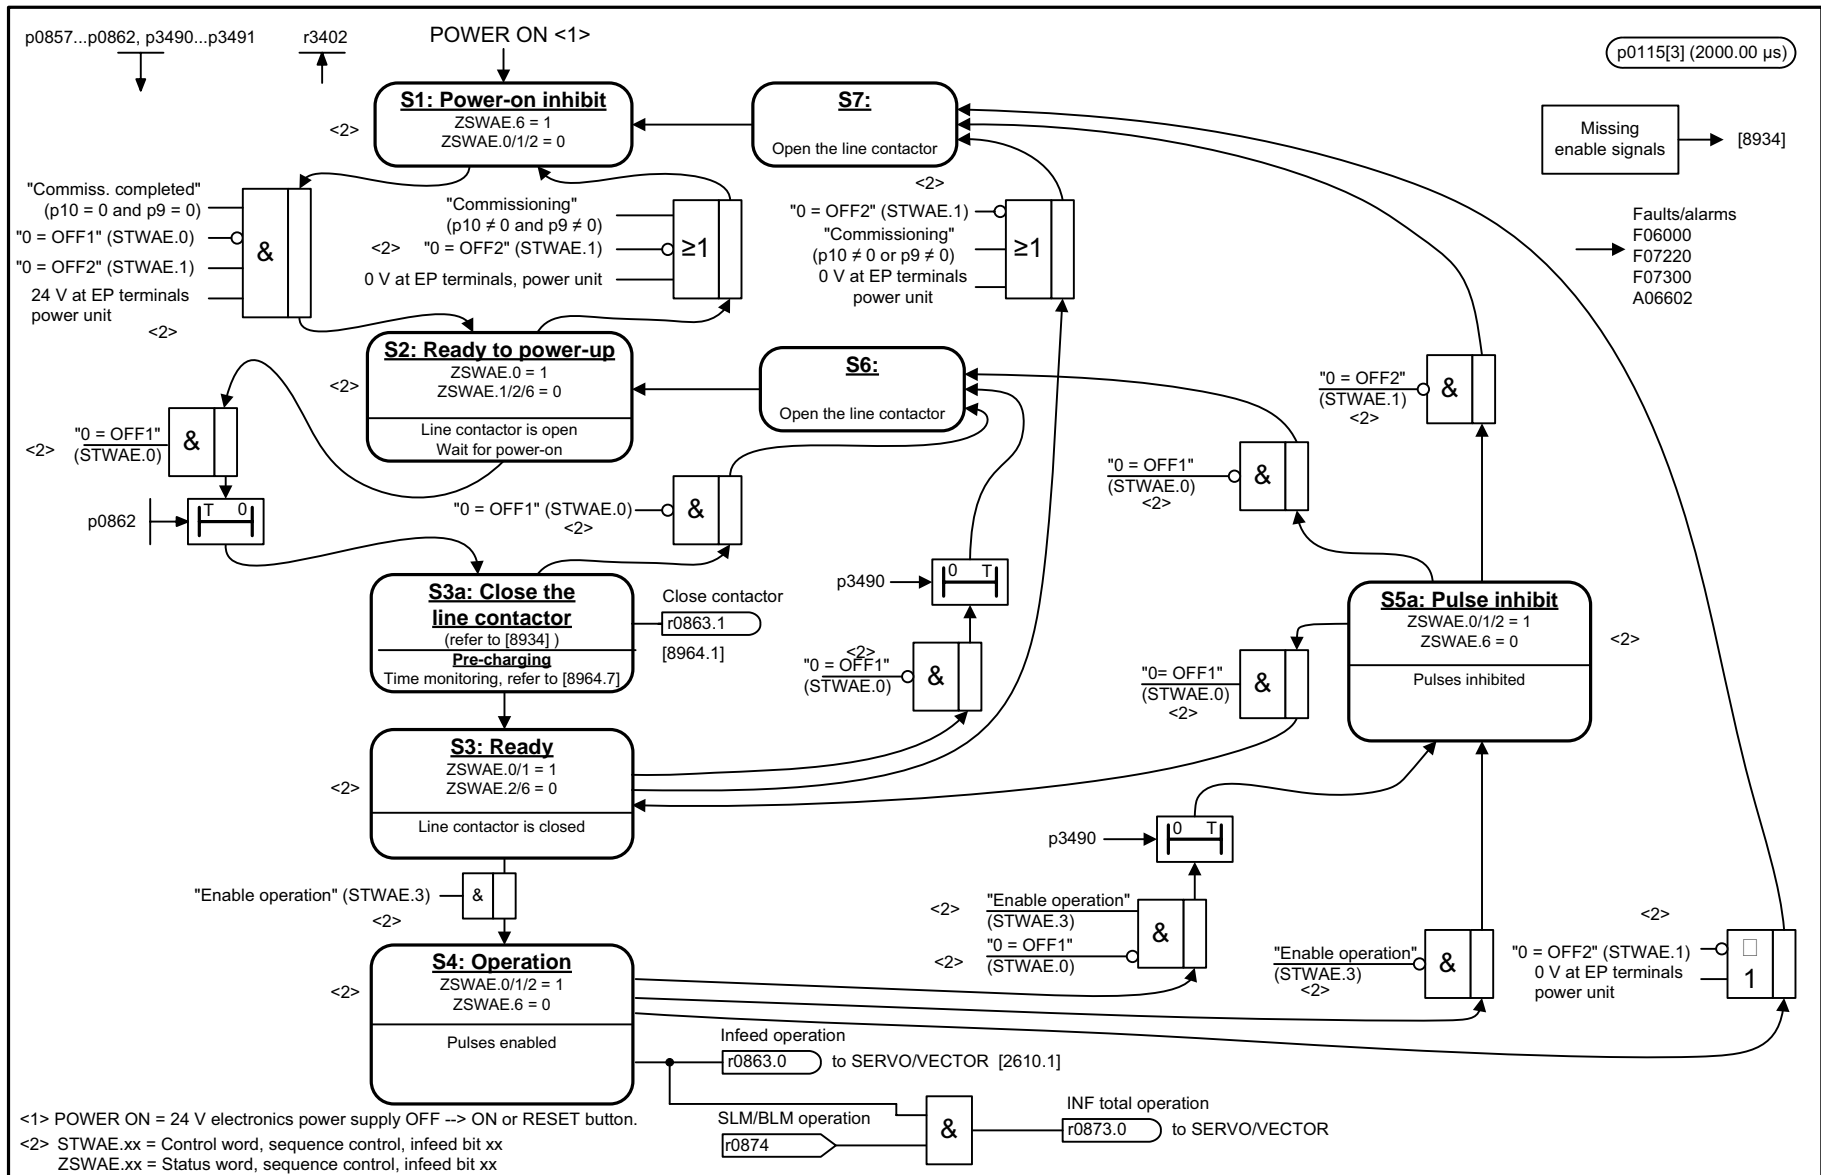 p0857...p0862, p3490...p3491
r3402
POWER ON <1>
p0115[3] (2000.00 µs)
S1: Power-on inhibit
ZSWAE.6 = 1
ZSWAE.0/1/2 = 0
<2>
S7:
Open the line contactor
<2>
Missing
enable signals
[8934]
Faults/alarms
F06000
F07220
F07300
A06602
"Commiss. completed"
(p10 = 0 and p9 = 0)
"0 = OFF1" (STWAE.0)
"0 = OFF2" (STWAE.1)
24 V at EP terminals
power unit
<2>
&
"Commissioning"
(p10 ≠ 0 and p9 ≠ 0)
<2> "0 = OFF2" (STWAE.1)
0 V at EP terminals, power unit
≥1
"0 = OFF2" (STWAE.1)
"Commissioning"
(p10 ≠ 0 or p9 ≠ 0)
0 V at EP terminals
power unit
≥1
S2: Ready to power-up
ZSWAE.0 = 1
ZSWAE.1/2/6 = 0
Line contactor is open
Wait for power-on
<2>
S6:
Open the line contactor
"0 = OFF2"
(STWAE.1)
<2>
&
<2>
"0 = OFF1"
(STWAE.0)
&
p0862
T 0
"0 = OFF1" (STWAE.0)
<2>
&
"0 = OFF1"
(STWAE.0)
<2>
&
S3a: Close the
line contactor
(refer to [8934] )
Pre-charging
Time monitoring, refer to [8964.7]
Close contactor
r0863.1
[8964.1]
p3490
0 T
<2>
"0 = OFF1"
(STWAE.0)
&
"0= OFF1"
(STWAE.0)
<2>
&
S5a: Pulse inhibit
ZSWAE.0/1/2 = 1
ZSWAE.6 = 0
Pulses inhibited
<2>
S3: Ready
ZSWAE.0/1 = 1
ZSWAE.2/6 = 0
Line contactor is closed
<2>
p3490
0 T
"Enable operation" (STWAE.3)
<2>
&
<2>
"Enable operation"
(STWAE.3)
<2>
"0 = OFF1"
(STWAE.0)
&
"Enable operation"
(STWAE.3)
<2>
&
<2>
"0 = OFF2" (STWAE.1)
0 V at EP terminals
power unit
□
1
S4: Operation
ZSWAE.0/1/2 = 1
ZSWAE.6 = 0
Pulses enabled
<2>
Infeed operation
r0863.0
to SERVO/VECTOR [2610.1]
SLM/BLM operation
r0874
&
INF total operation
r0873.0
to SERVO/VECTOR
<1> POWER ON = 24 V electronics power supply OFF --> ON or RESET button.
<2> STWAE.xx = Control word, sequence control, infeed bit xx
ZSWAE.xx = Status word, sequence control, infeed bit xx